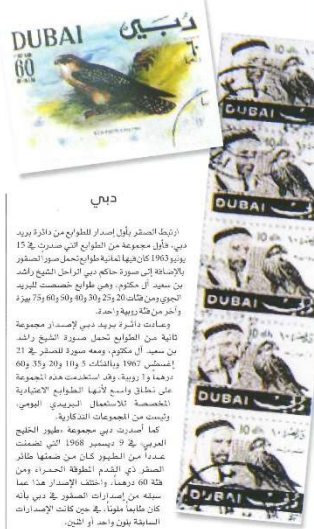 DUBAI
دبي
60
DUBAI
DUBAI
DUBAI
DUBAI
DUBAI
دبي
ارتبط الصقر بأول إصدار للطوابع من دائرة بريد
دبي، فأول مجموعة من الطوابع التي صدرت في 15
يونيو 1963 كان فيها ثمانية طوابع تحمل صور الصقور
بالإضافة إلى صورة حاكم دبي الراحل الشيخ راشد
بن سعيد آل مكتوم، وهي طوابع خصصت للبريد
الجوي ومن فئات 20 و25 و30 و40 و50 و60 و75 بيزة
وآخر من فئة روبية واحدة.
وعادت دائرة بريد دبي لإصدار مجموعة
ثانية من الطوابع تحمل صورة الشيخ راشد
بن سعيد آل مكتوم، ومعه صورة للصقر في 21
إغسطس 1967 وبالفئات 5 و10 و20 و35 و60
درهما و1 روبية. وقد استخدمت هذه المجموعة
على نطاق واسع لأنها الطوابع الاعتيادية
المخصصة للاستعمال البريدي اليومي،
وليست من المجموعات التذكارية.
كما أصدرت دبي مجموعة طيور الخليج
العربي في 9 ديسمبر 1968 التي تضمنت
عدداً من الطيور كان من ضمنها طائر
الصقر ذي القدم المطوقة الحمراء ومن
فئة 60 درهماً. واختلف الإصدار هذا عما
سبقه من إصدارات الصقور في دبي بأنه
كان طابعاً ملوناً، في حين كانت الإصدارات
السابقة بلون واحد أو اثنين.